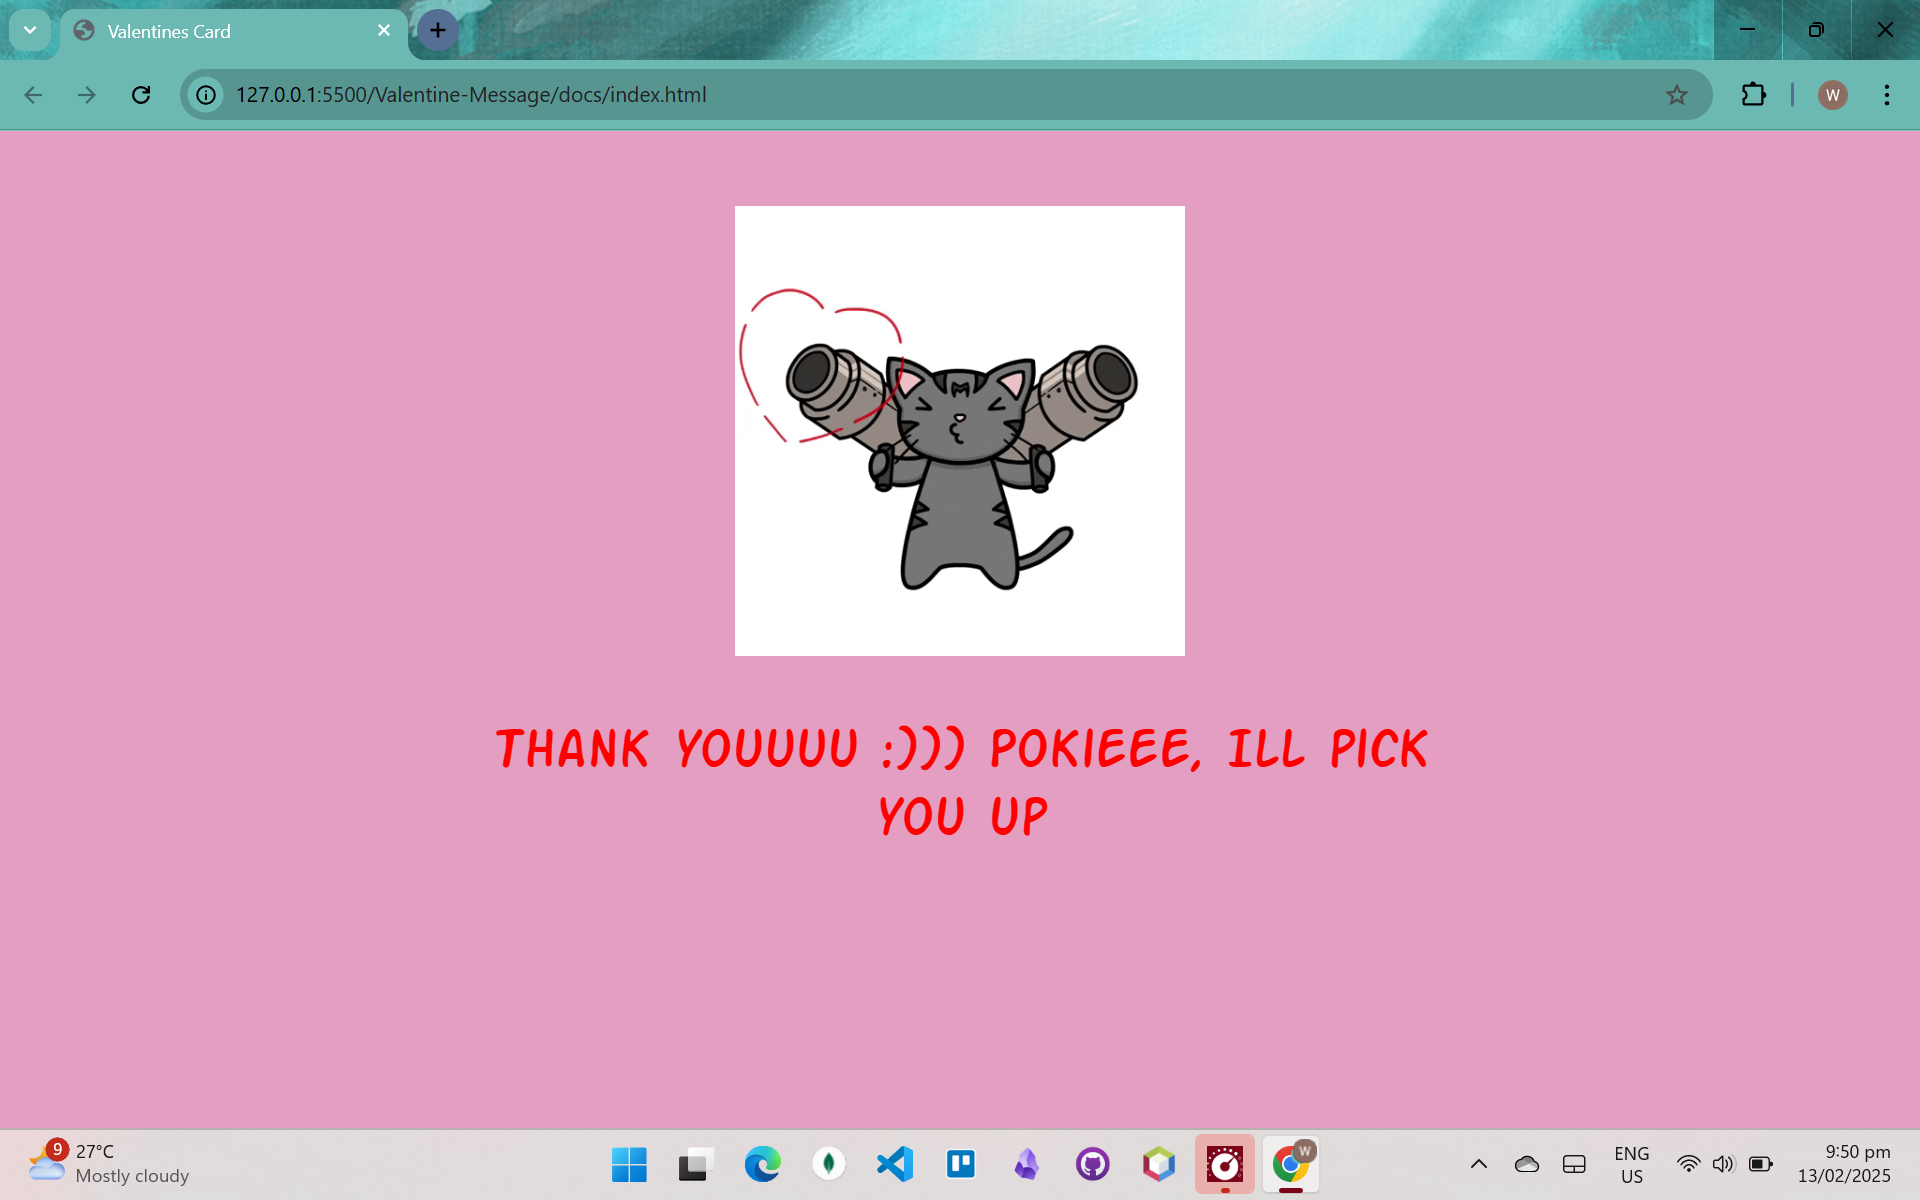 Valentines Card
127.0.0.1:5500/Valentine-Message/docs/index.html
W
THANK YOUUUU :))) POKIEEE, ILL PICK
YOU UP
9
27°C
Mostly cloudy
W
ENG
US
9:50 pm
13/02/2025